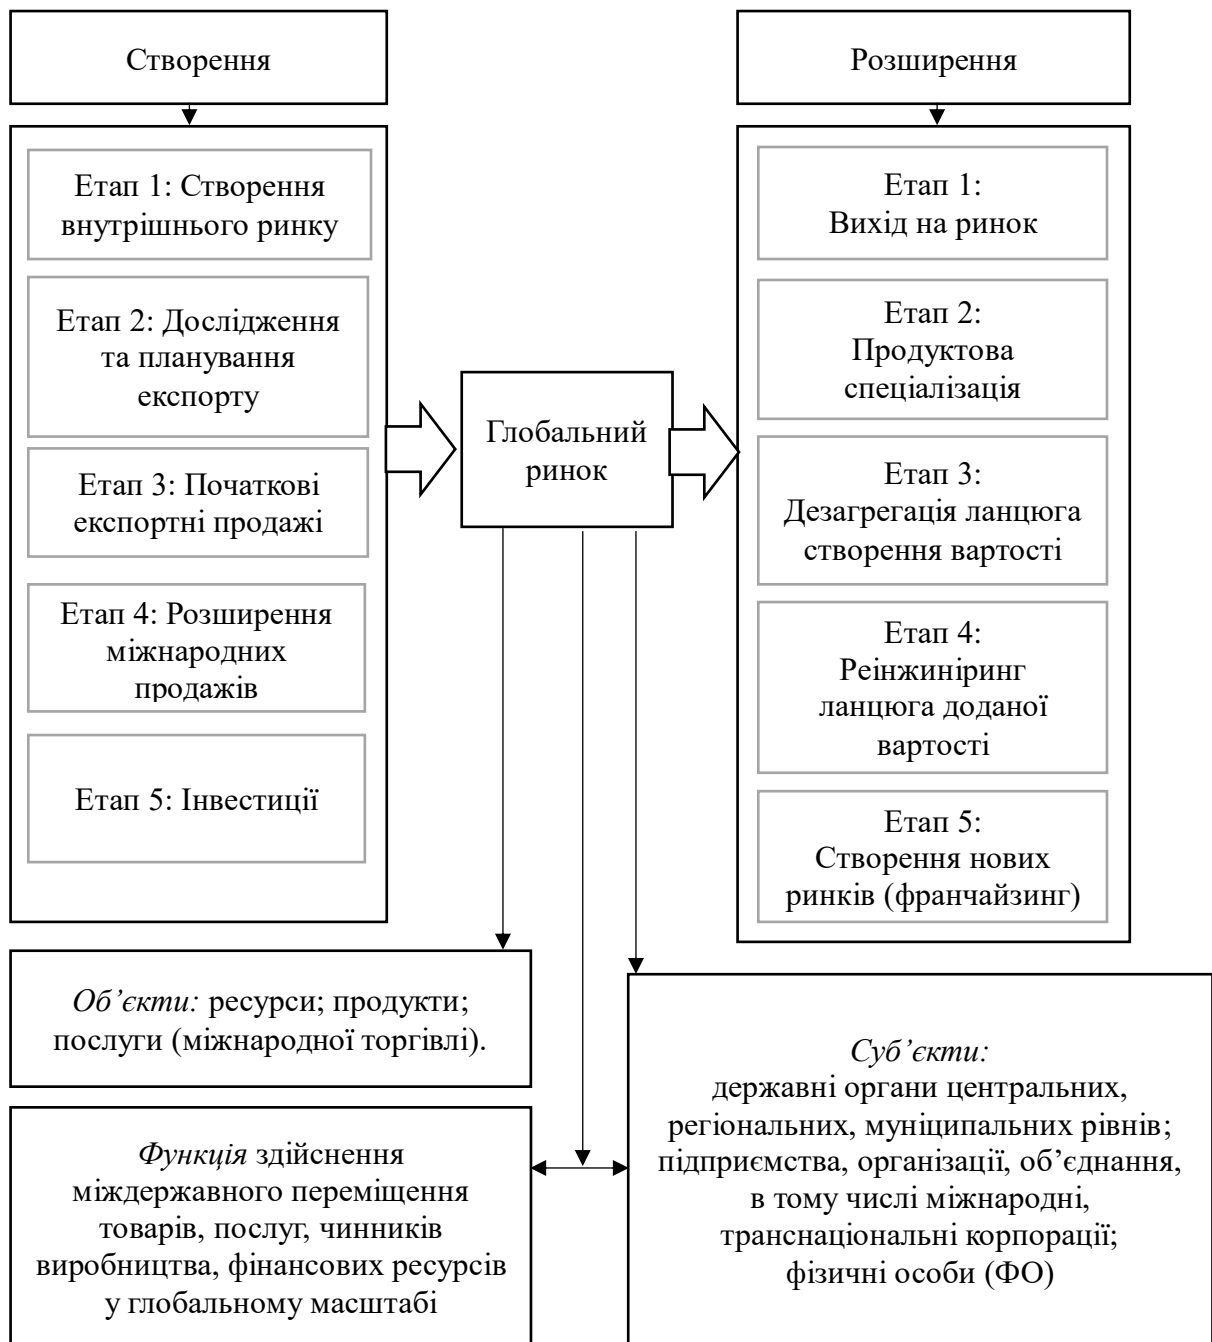 Створення
Етап 1: Створення
внутрішнього ринку
Етап 2: Дослідження
та планування
експорту
Етап 3: Початкові
експортні продажі
Етап 4: Розширення
міжнародних
продажів
Етап 5: Інвестиції
Глобальний
ринок
Розширення
Етап 1:
Вихід на ринок
Етап 2:
Продуктова
спеціалізація
Етап 3:
Дезагрегація ланцюга
створення вартості
Етап 4:
Реінжиніринг
ланцюга доданої
вартості
Етап 5:
Створення нових
ринків (франчайзинг)
Об’єкти: ресурси; продукти;
послуги (міжнародної торгівлі).
Функція здійснення
міждержавного переміщення
товарів, послуг, чинників
виробництва, фінансових ресурсів
у глобальному масштабі
Суб’єкти:
державні органи центральних,
регіональних, муніципальних рівнів;
підприємства, організації, об’єднання,
в тому числі міжнародні,
транснаціональні корпорації;
фізичні особи (ФО)